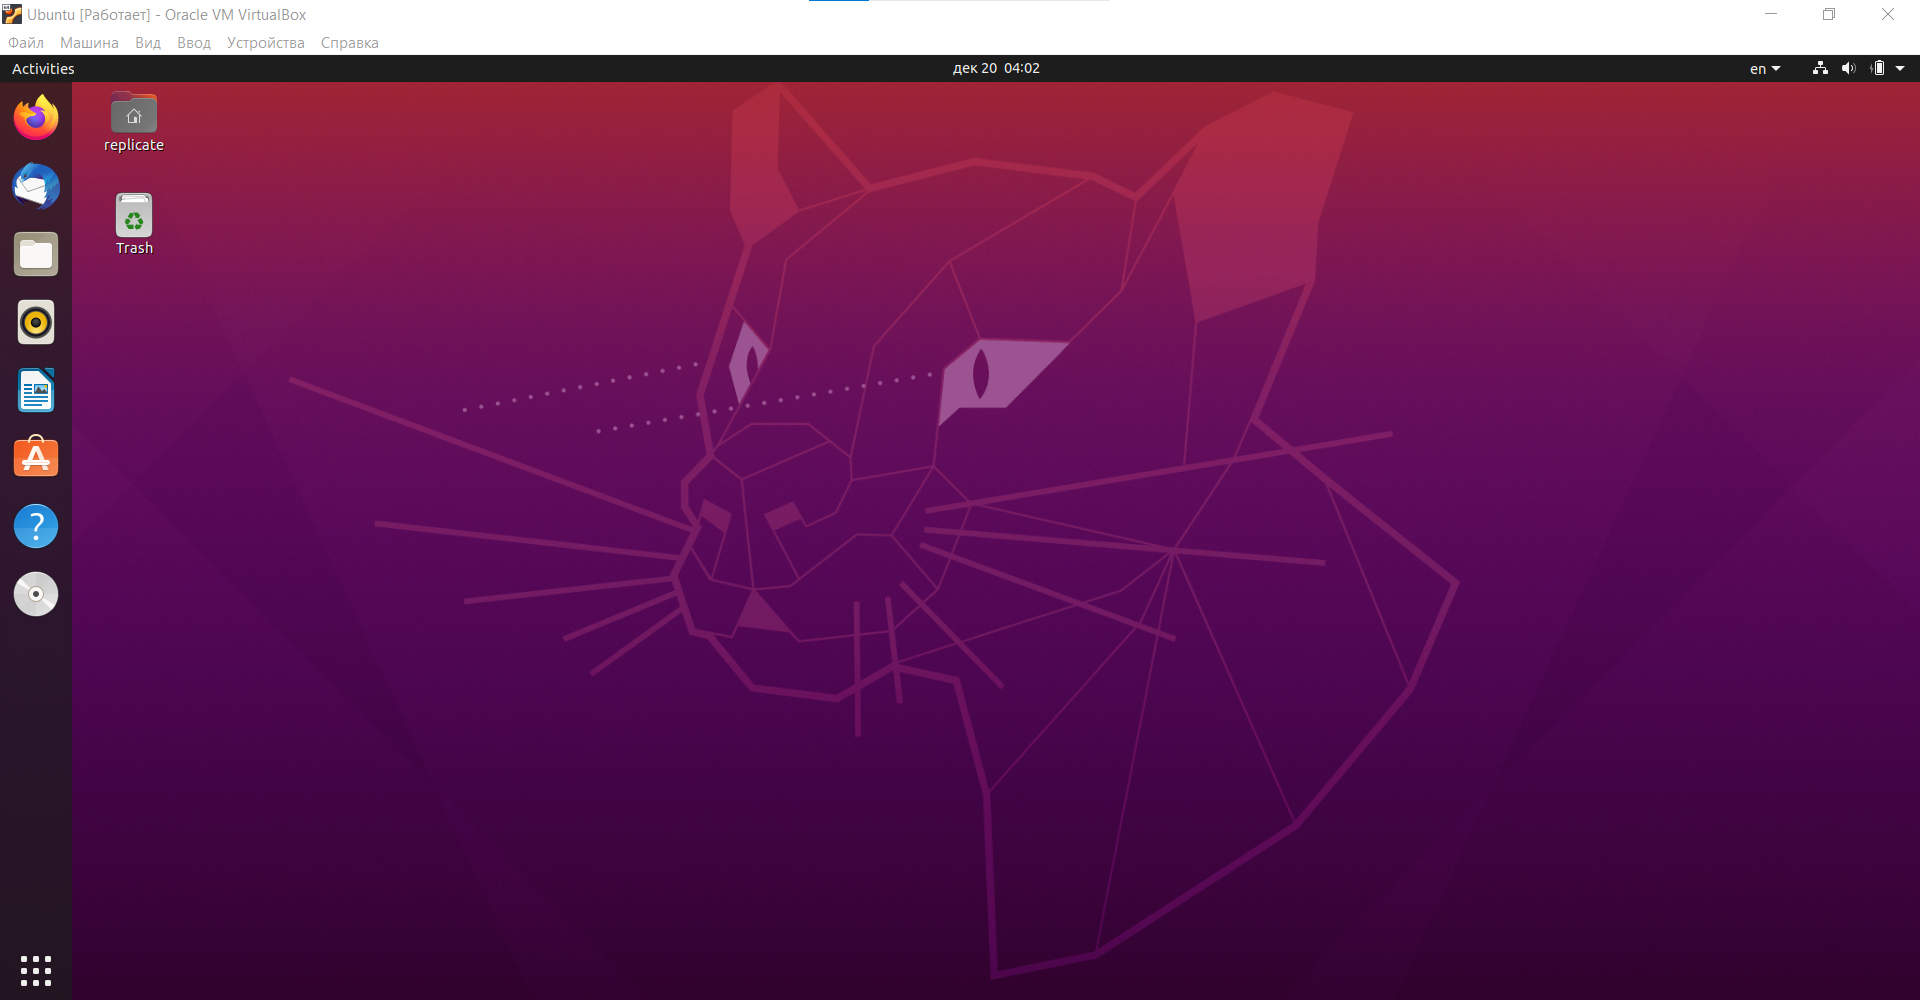 Ubuntu [Работает] - Oracle VM VirtualBox
Файл Машина Вид Ввод Устройства Справка
Activities дек 20 04:02 en
replicate
Trash